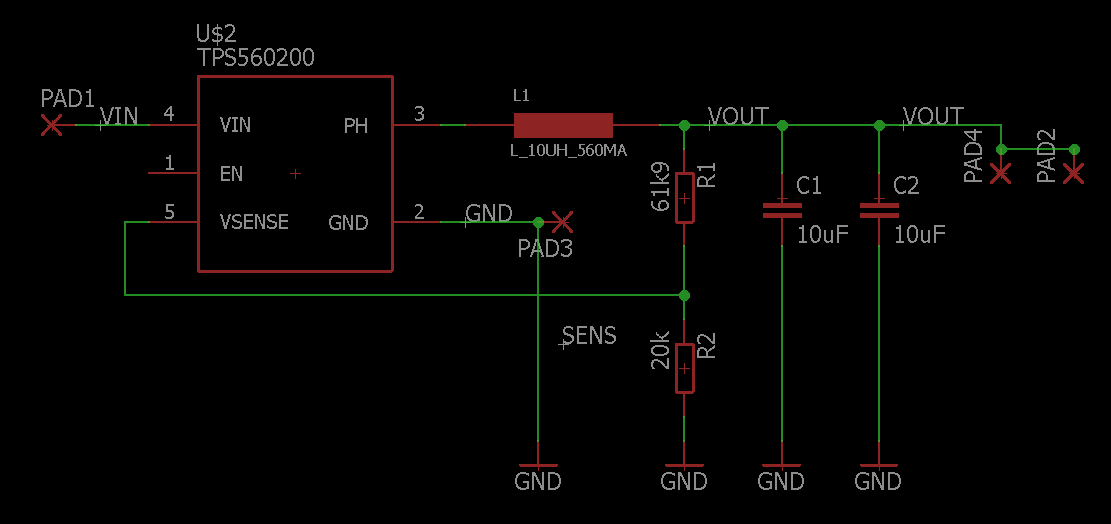 U$2
TPS560200
PAD1
VIN
4
VIN
PH
3
L1
L_10UH_560MA
VOUT
VOUT
PAD4
PAD2
1
EN
61k9
R1
C1
10uF
C2
10uF
5
VSENSE
GND
2
GND
PAD3
SENS
20k
R2
GND
GND
GND
GND